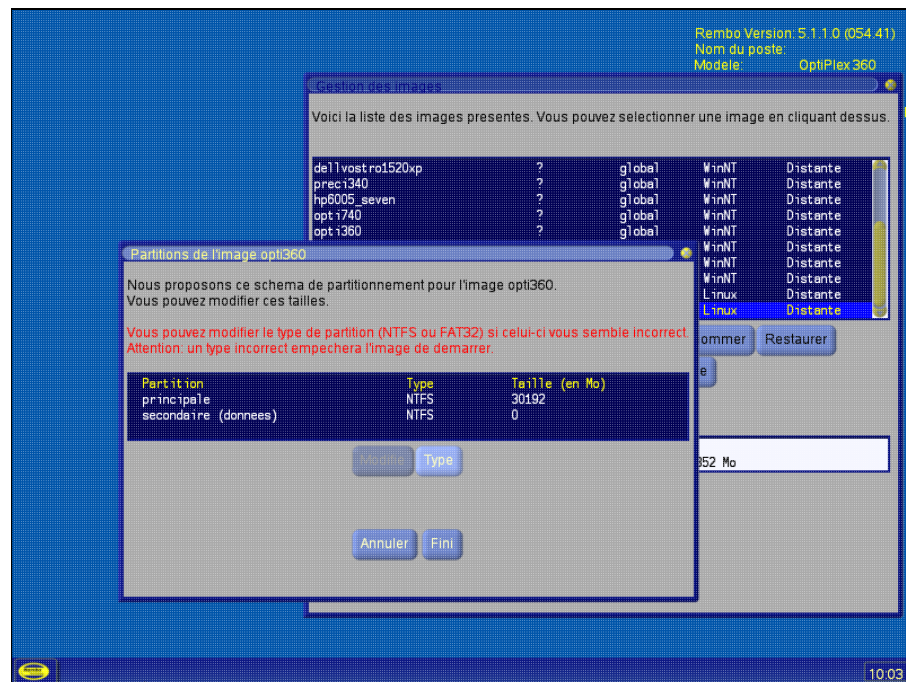 Rembo Version: 5.1.1.0 (054.41)
Nom du poste:
Modele: OptiPlex 360
Gestion des images
Voici la liste des images presentes. Vous pouvez selectionner une image en cliquant dessus.
dellvostro1520xp ? global WinNT Distante
preci340 ? global WinNT Distante
hp6005_seven ? global WinNT Distante
opti740 ? global WinNT Distante
opti360 ? global WinNT Distante
WinNT Distante
WinNT Distante
WinNT Distante
Linux Distante
Linux Distante
ommer Restaurer
e
352 Mo
Partitions de l'image opti360
Nous proposons ce schema de partitionnement pour l'image opti360.
Vous pouvez modifier ces tailles.
Vous pouvez modifier le type de partition (NTFS ou FAT32) si celui-ci vous semble incorrect.
Attention: un type incorrect empechera l'image de demarrer.
Partition Type Taille (en Mo)
principale NTFS 30192
secondaire (donnees) NTFS 0
Modifie Type
Annuler Fini
Rembo
10:03